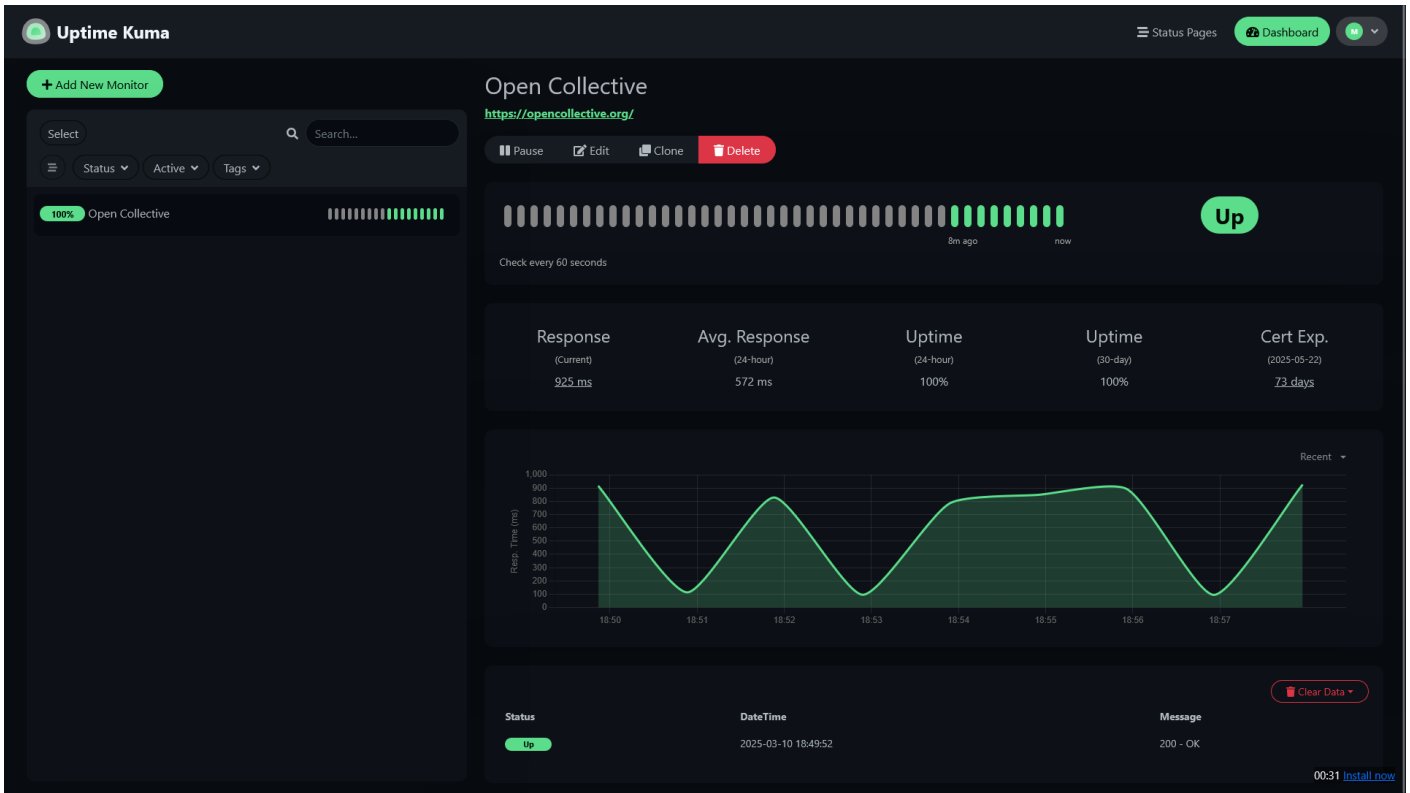 Uptime Kuma
Status Pages
Dashboard
M
Add New Monitor
Select
Search...
Status
Active
Tags
100% Open Collective
Open Collective
https://opencollective.org/
Pause
Edit
Clone
Delete
8m ago
now
Up
Check every 60 seconds
Response
(Current)
925 ms
Avg. Response
(24-hour)
572 ms
Uptime
(24-hour)
100%
Uptime
(30-day)
100%
Cert Exp.
(2025-05-22)
73 days
Recent
Resp. Time (ms)
1,000
900
800
700
600
500
400
300
200
100
0
18:50 18:51 18:52 18:53 18:54 18:55 18:56 18:57
Clear Data
Status DateTime Message
Up 2025-03-10 18:49:52 200 - OK
00:31 Install now